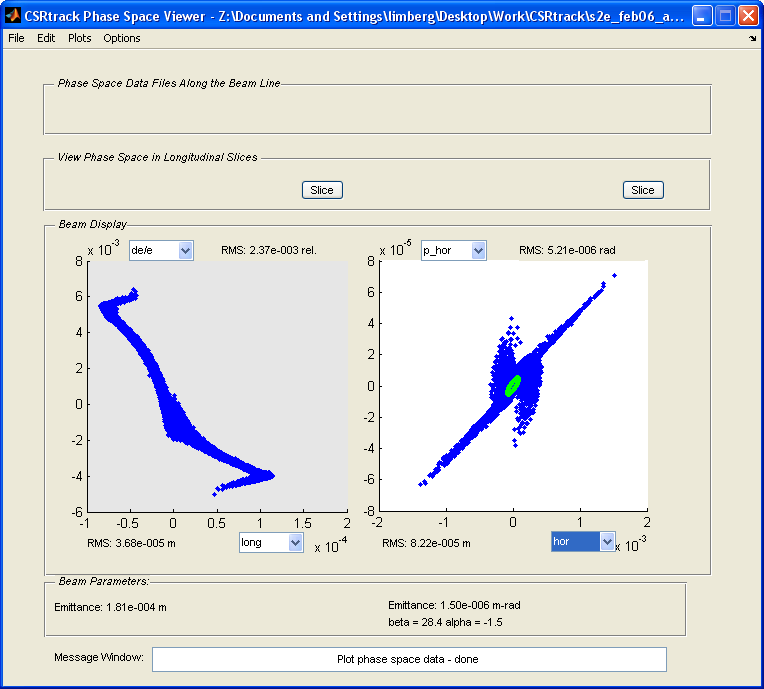 CSRtrack Phase Space Viewer - Z:\Documents and Settings\limberg\Desktop\Work\CSRtrack\s2e_feb06_a...
File Edit Plots Options
Phase Space Data Files Along the Beam Line
View Phase Space in Longitudinal Slices
Slice Slice
Beam Display
x 10^-3 de/e RMS: 2.37e-003 rel. x 10^-5 p_hor RMS: 5.21e-006 rad
8 8
6 6
4 4
2 2
0 0
-2 -2
-4 -4
-6 -6
-8
-1 -0.5 0 0.5 1 1.5 2 -2 -1 0 1 2
RMS: 3.68e-005 m long x 10^-4 RMS: 8.22e-005 m hor x 10^-3
Beam Parameters:
Emittance: 1.81e-004 m Emittance: 1.50e-006 m-rad
beta = 28.4 alpha = -1.5
Message Window: Plot phase space data - done